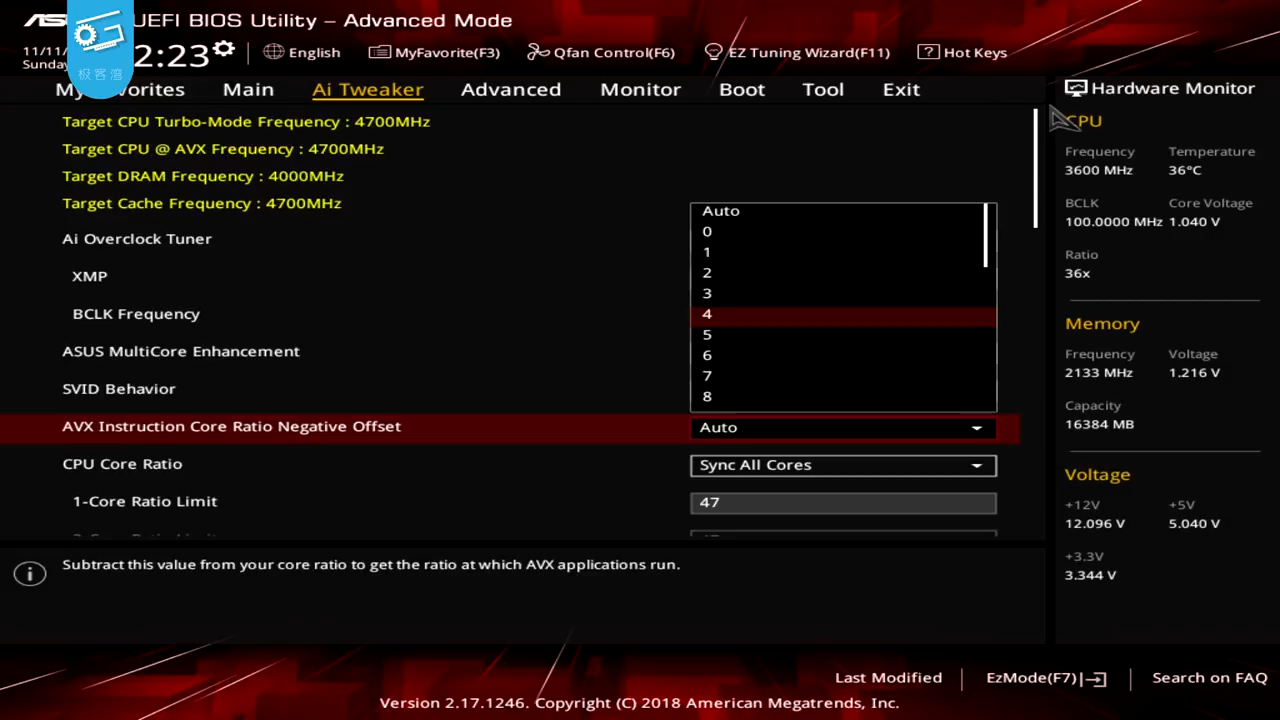 UEFI BIOS Utility – Advanced Mode
11/11/
Sunday
2:23
English
MyFavorite(F3)
Qfan Control(F6)
EZ Tuning Wizard(F11)
? Hot Keys
极客湾
Main
Ai Tweaker
Advanced
Monitor
Boot
Tool
Exit
Target CPU Turbo-Mode Frequency : 4700MHz
Target CPU @ AVX Frequency : 4700MHz
Target DRAM Frequency : 4000MHz
Target Cache Frequency : 4700MHz
Ai Overclock Tuner
XMP
BCLK Frequency
ASUS MultiCore Enhancement
SVID Behavior
Auto
0
1
2
3
4
5
6
7
8
AVX Instruction Core Ratio Negative Offset
Auto
CPU Core Ratio
Sync All Cores
1-Core Ratio Limit
47
Subtract this value from your core ratio to get the ratio at which AVX applications run.
Hardware Monitor
CPU
Frequency Temperature
3600 MHz 36°C
BCLK Core Voltage
100.0000 MHz 1.040 V
Ratio
36x
Memory
Frequency Voltage
2133 MHz 1.216 V
Capacity
16384 MB
Voltage
+12V +5V
12.096 V 5.040 V
+3.3V
3.344 V
Last Modified
EzMode(F7)
Search on FAQ
Version 2.17.1246. Copyright (C) 2018 American Megatrends, Inc.